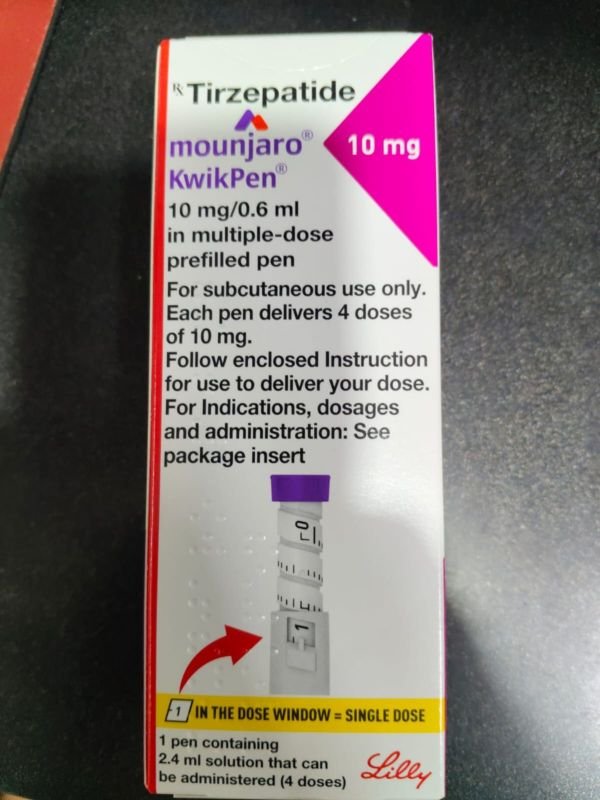 ℞ Tirzepatide
mounjaro®
KwikPen®
10 mg
10 mg/0.6 ml
in multiple-dose
prefilled pen
For subcutaneous use only.
Each pen delivers 4 doses
of 10 mg.
Follow enclosed Instruction
for use to deliver your dose.
For Indications, dosages
and administration: See
package insert
0
1
1 IN THE DOSE WINDOW = SINGLE DOSE
1 pen containing
2.4 ml solution that can
be administered (4 doses)
Lilly